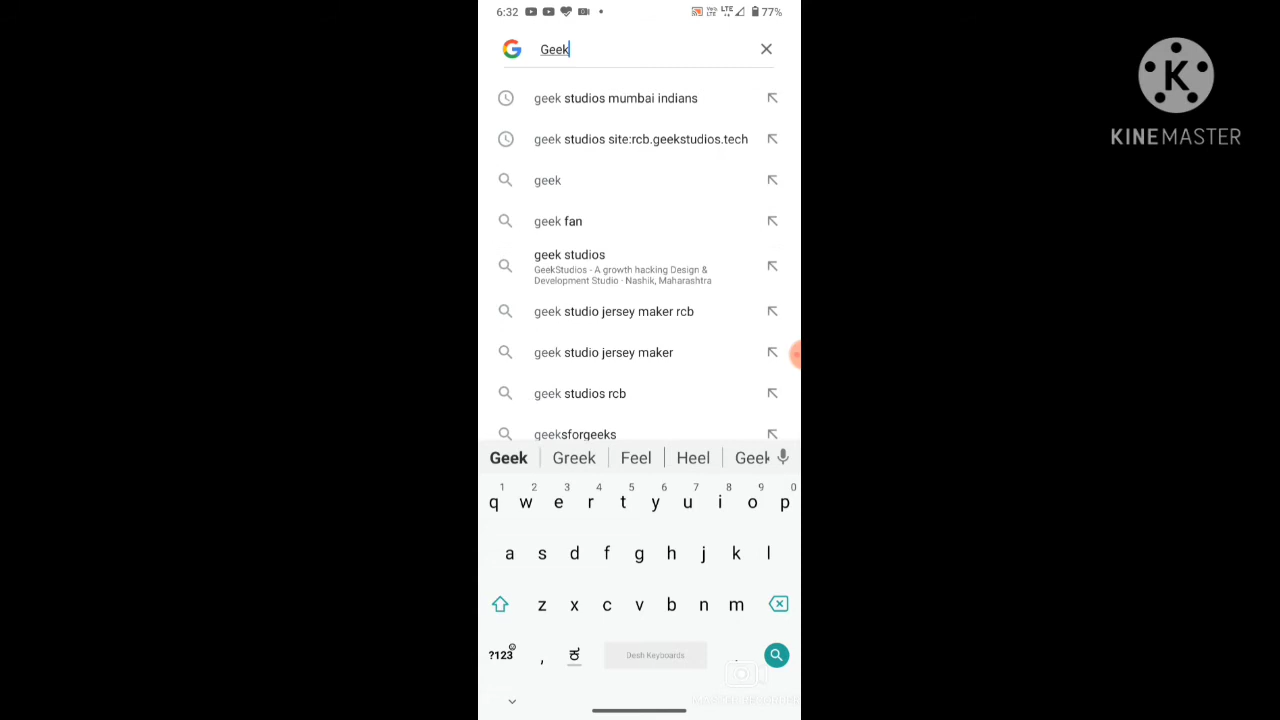 6:32 VoLTE LTE 77%
Geek
geek studios mumbai indians
geek studios site:rcb.geekstudios.tech
geek
geek fan
geek studios
GeekStudios - A growth hacking Design &
Development Studio · Nashik, Maharashtra
geek studio jersey maker rcb
geek studio jersey maker
geek studios rcb
geeksforgeeks
Geek Greek Feel Heel Geek
1 2 3 4 5 6 7 8 9 0
q w e r t y u i o p
a s d f g h j k l
z x c v b n m
?123 , ಕ Desh Keyboards .
K
KINEMASTER